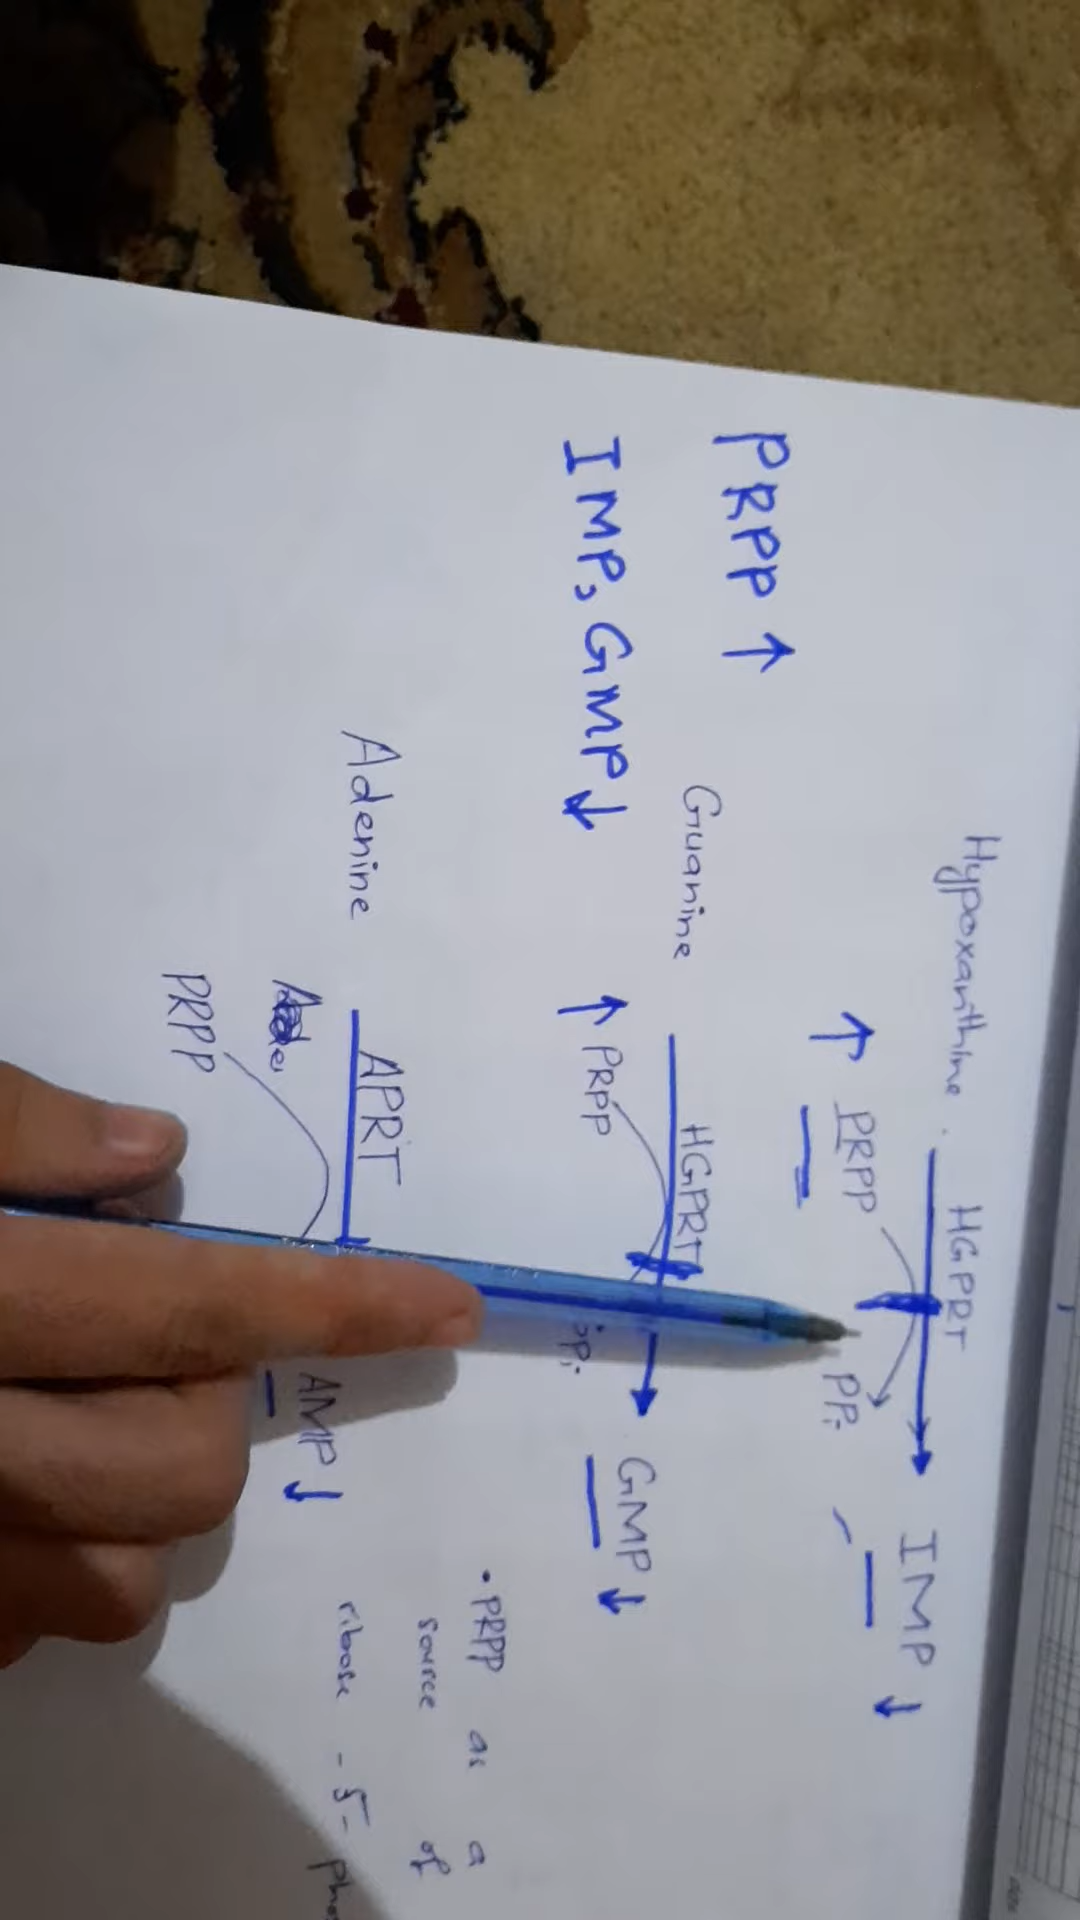 Hypoxanthine
HGPRT
IMP ↓
↑ PRPP
PPi
PRPP ↑
Guanine
HGPRT
GMP ↓
↑ PRPP
PPi
IMP, GMP ↓
• PRPP as a
source of
ribose - 5 -
Adenine
APRT
AMP ↓
PRPP